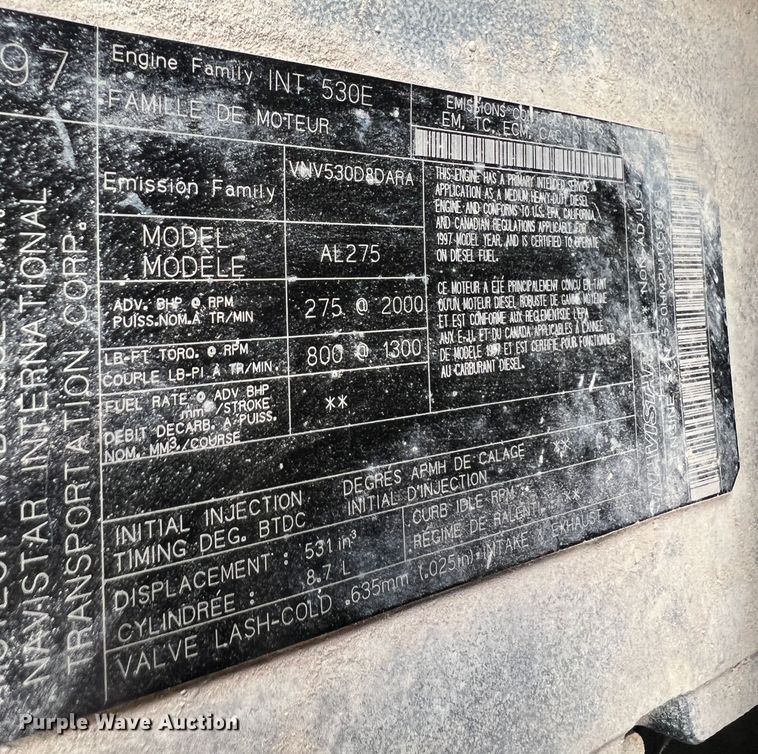 97
NAVISTAR INTERNATIONAL
TRANSPORTATION CORP.
Engine Family INT 530E
FAMILLE DE MOTEUR
EM, TC, ECM, CAC
Emission Family VNV530D8DARA
MODEL
MODÈLE
AL275
ADV. BHP @ RPM
PUISS.NOM.À TR/MIN
275 @ 2000
LB-FT TORQ. @ RPM
COUPLE LB-PI À TR/MIN.
800 @ 1300
FUEL RATE @ ADV BHP
mm³/STROKE
DEBIT DECARB. A/PUISS.
NOM. MM³./COURSE
**
THIS ENGINE HAS A PRIMARY INTENDED SERVICE
APPLICATION AS A MEDIUM HEAVY-DUTY DIESEL
ENGINE AND CONFORMS TO U.S. EPA, CALIFORNIA,
AND CANADIAN REGULATIONS APPLICABLE FOR
1997 MODEL YEAR, AND IS CERTIFIED TO OPERATE
ON DIESEL FUEL.
CE MOTEUR A ÉTÉ PRINCIPALEMENT CONCU EN TANT
QU'UN MOTEUR DIESEL ROBUSTE DE GAMME MOYENNE
ET EST CONFORME AUX REGLEMENTS DE L'EPA
AUX E.-U. ET DU CANADA APPLICABLES À L'ANNEE
DE MODELE 1997 ET EST CERTIFIÉ POUR FONCTIONNER
AU CARBURANT DIESEL.
INITIAL INJECTION
TIMING DEG. BTDC
DEGRÉS APMH DE CALAGE
INITIAL D'INJECTION
**
DISPLACEMENT : 531 in³
CYLINDRÉE : 8.7 L
CURB IDLE RPM
RÉGIME DE RALENTI
**
VALVE LASH-COLD .635mm (.025in) INTAKE & EXHAUST
** NON ADJUST
NAVISTAR
Purple Wave Auction